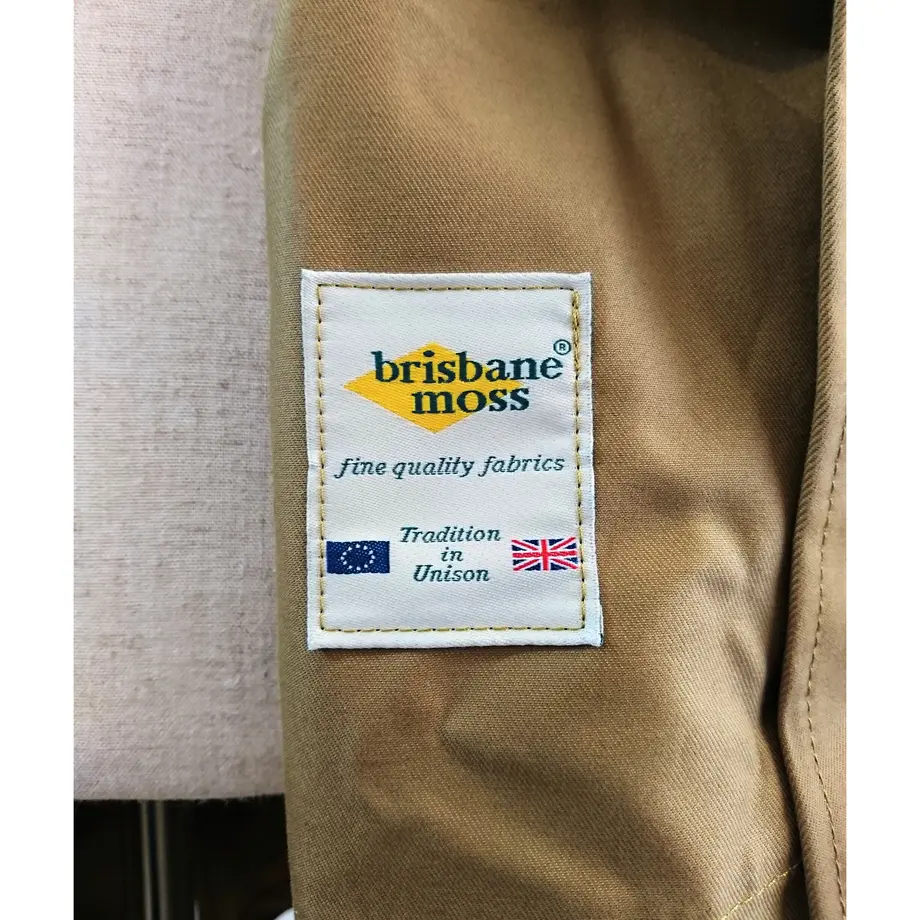 brisbane®
moss
fine quality fabrics
Tradition
in
Unison